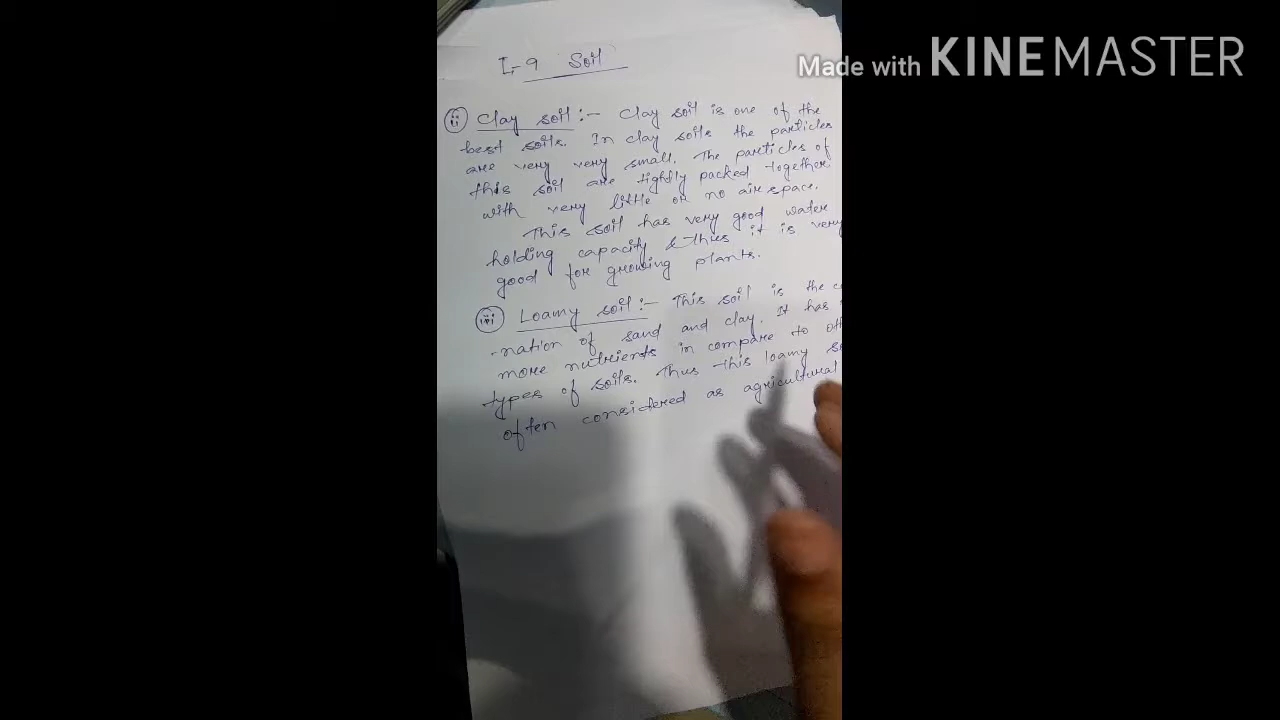 Made with KINEMASTER
L-9 Soil
(ii) Clay soil :- Clay soil is one of the
best soils. In clay soils the particles
are very very small. The particles of
this soil are tightly packed together
with very little or no air space.
This soil has very good water
holding capacity & thus it is very
good for growing plants.
(iii) Loamy soil :- This soil is the
-nation of sand and clay. It has
more nutrients in compare to
types of soils. Thus this loamy
often considered as agricultural